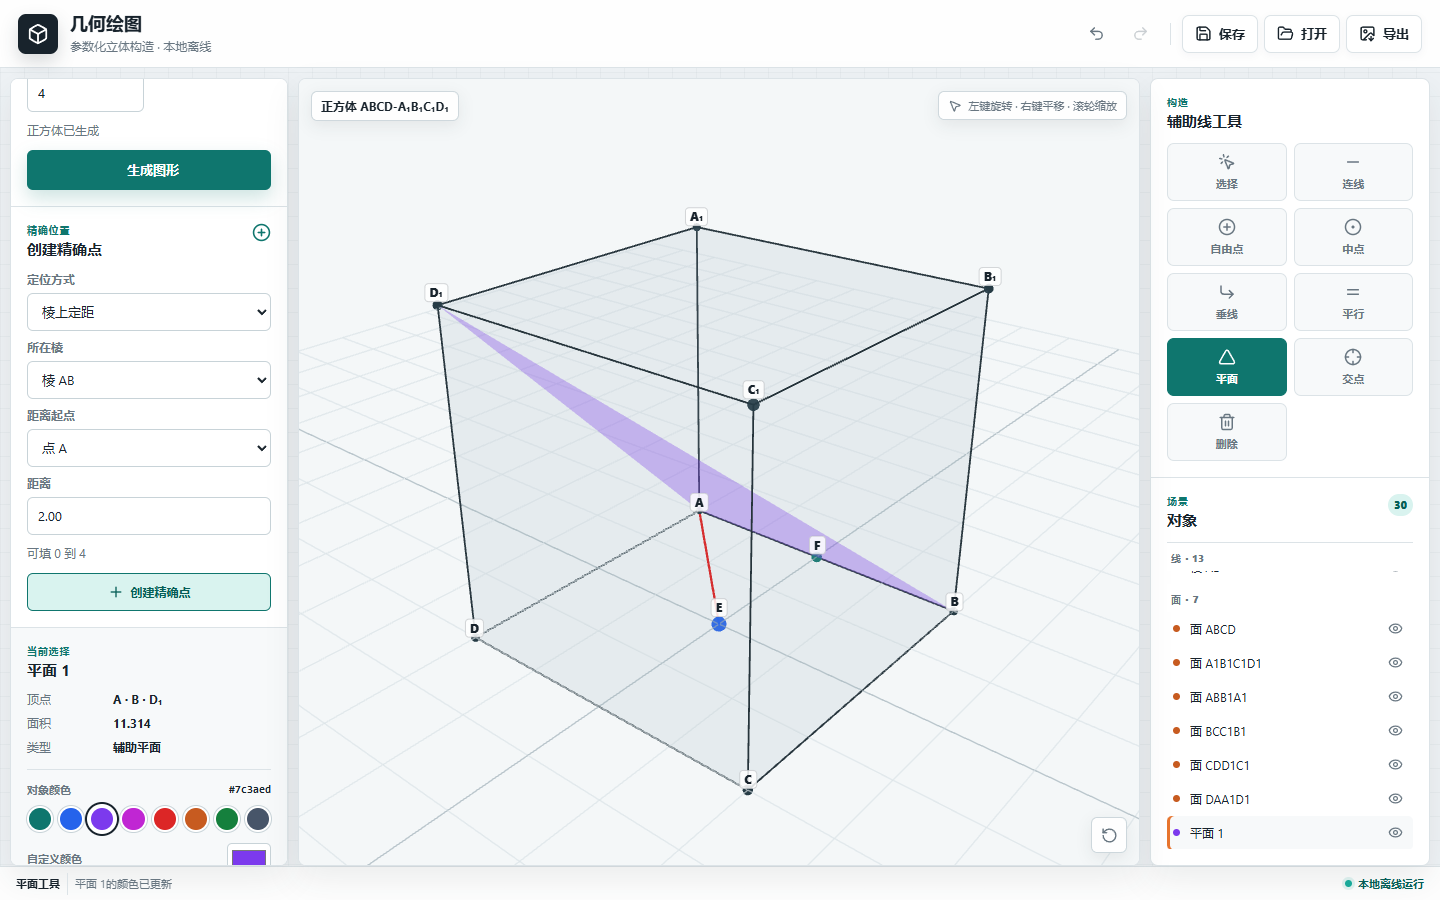 几何绘图
参数化立体构造 · 本地离线
保存
打开
导出
4
正方体已生成
生成图形
精确位置
创建精确点
定位方式
棱上定距
所在棱
棱 AB
距离起点
点 A
距离
2.00
可填 0 到 4
创建精确点
当前选择
平面 1
顶点 A · B · D₁
面积 11.314
类型 辅助平面
对象颜色 #7c3aed
自定义颜色
正方体 ABCD-A₁B₁C₁D₁
左键旋转 · 右键平移 · 滚轮缩放
A₁
B₁
D₁
C₁
A
F
B
E
D
C
构造
辅助线工具
选择
连线
自由点
中点
垂线
平行
平面
交点
删除
场景
对象
30
线 · 13
面 · 7
面 ABCD
面 A1B1C1D1
面 ABB1A1
面 BCC1B1
面 CDD1C1
面 DAA1D1
平面 1
平面工具
平面 1的颜色已更新
本地离线运行